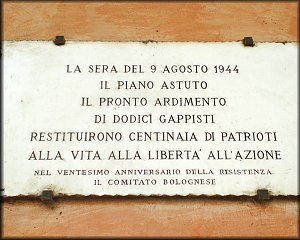 LA SERA DEL 9 AGOSTO 1944
IL PIANO ASTUTO
IL PRONTO ARDIMENTO
DI DODICI GAPPISTI
RESTITUIRONO CENTINAIA DI PATRIOTI
ALLA VITA ALLA LIBERTA' ALL'AZIONE
NEL VENTESIMO ANNIVERSARIO DELLA RESISTENZA
IL COMITATO BOLOGNESE